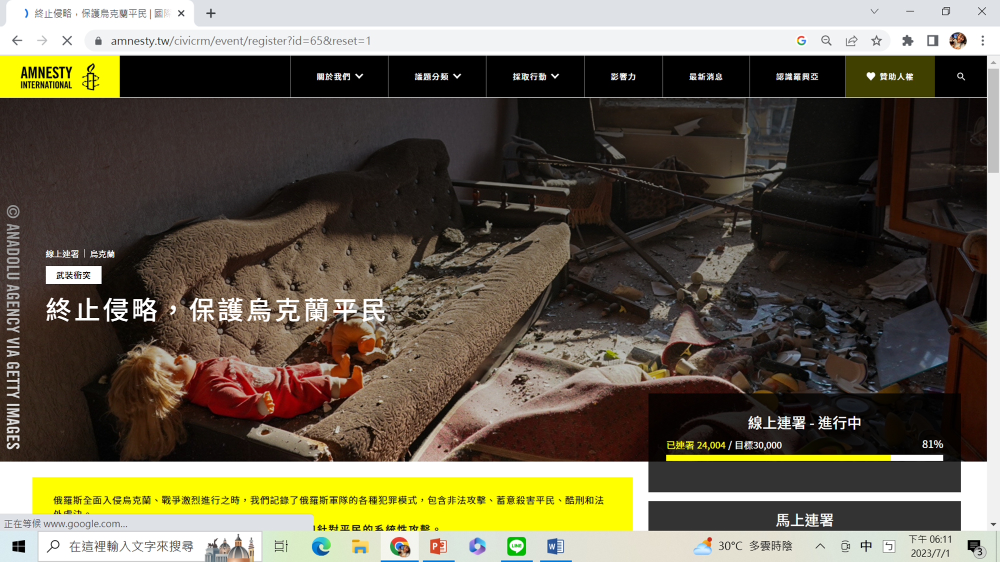 終止侵略，保護烏克蘭平民 | 國際
amnesty.tw/civicrm/event/register?id=65&reset=1
AMNESTY
INTERNATIONAL
關於我們
議題分類
採取行動
影響力
最新消息
認識羅興亞
贊助人權
© ANADOLU AGENCY VIA GETTY IMAGES
線上連署｜烏克蘭
武裝衝突
終止侵略，保護烏克蘭平民
線上連署 - 進行中
已連署 24,004 / 目標30,000
81%
俄羅斯全面入侵烏克蘭、戰爭激烈進行之時，我們記錄了俄羅斯軍隊的各種犯罪模式，包含非法攻擊、蓄意殺害平民、酷刑和法
外處決。
針對平民的系統性攻擊。
馬上連署
正在等候 www.google.com...
在這裡輸入文字來搜尋
LINE
30°C 多雲時陰
中
ㄅ
下午 06:11
2023/7/1
3